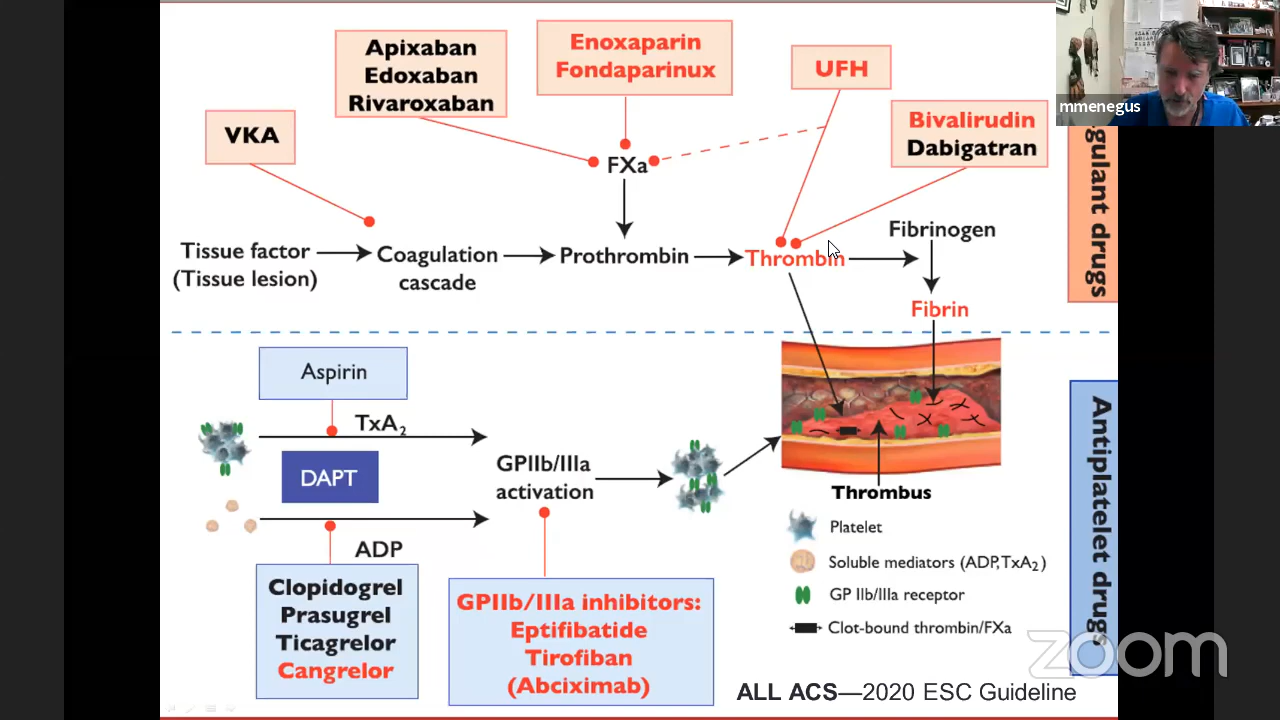 Apixaban
Edoxaban
Rivaroxaban
Enoxaparin
Fondaparinux
UFH
mmenegus
VKA
Bivalirudin
Dabigatran
FXa
Tissue factor
(Tissue lesion)
Coagulation
cascade
Prothrombin
Thrombin
Fibrinogen
Fibrin
gulant drugs
Aspirin
TxA₂
DAPT
ADP
GPIIb/IIIa
activation
Clopidogrel
Prasugrel
Ticagrelor
Cangrelor
GPIIb/IIIa inhibitors:
Eptifibatide
Tirofiban
(Abciximab)
Thrombus
Platelet
Soluble mediators (ADP,TxA₂)
GP IIb/IIIa receptor
Clot-bound thrombin/FXa
Antiplatelet drugs
ALL ACS—2020 ESC Guideline
zoom